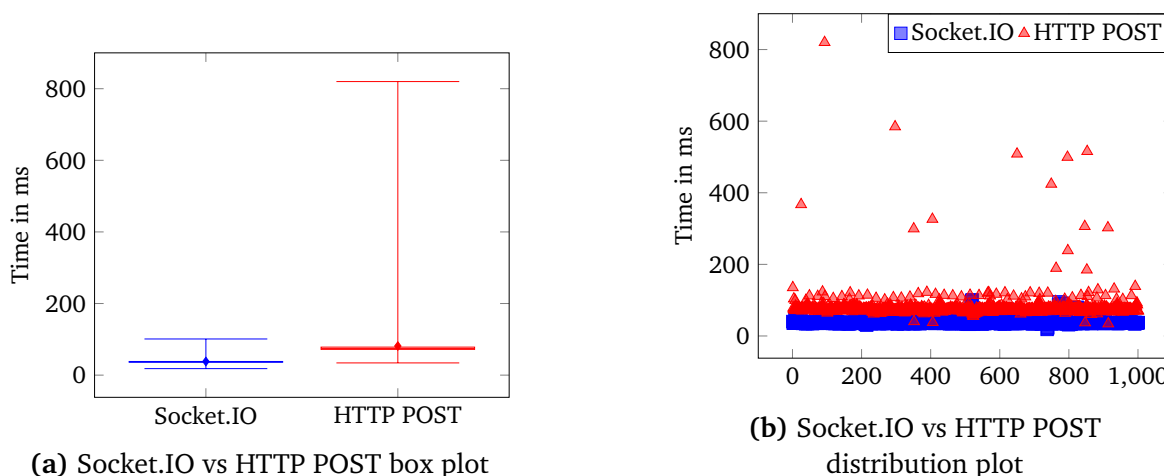 800
600
400
200
0
Time in ms
Socket.IO
HTTP POST
(a) Socket.IO vs HTTP POST box plot
Socket.IO HTTP POST
800
600
400
200
0
Time in ms
0 200 400 600 800 1,000
(b) Socket.IO vs HTTP POST
distribution plot